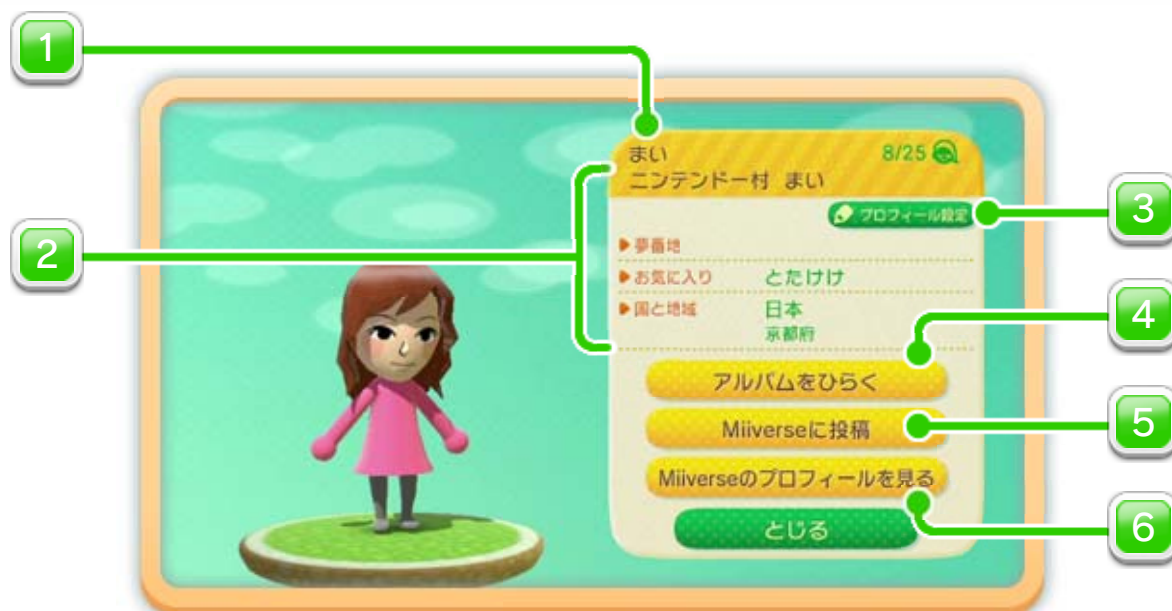 1
まい
8/25
ニンテンドー村 まい
2
プロフィール設定
3
夢番地
お気に入り とたけけ
国と地域 日本
京都府
4
アルバムをひらく
Miiverseに投稿
5
Miiverseのプロフィールを見る
とじる
6